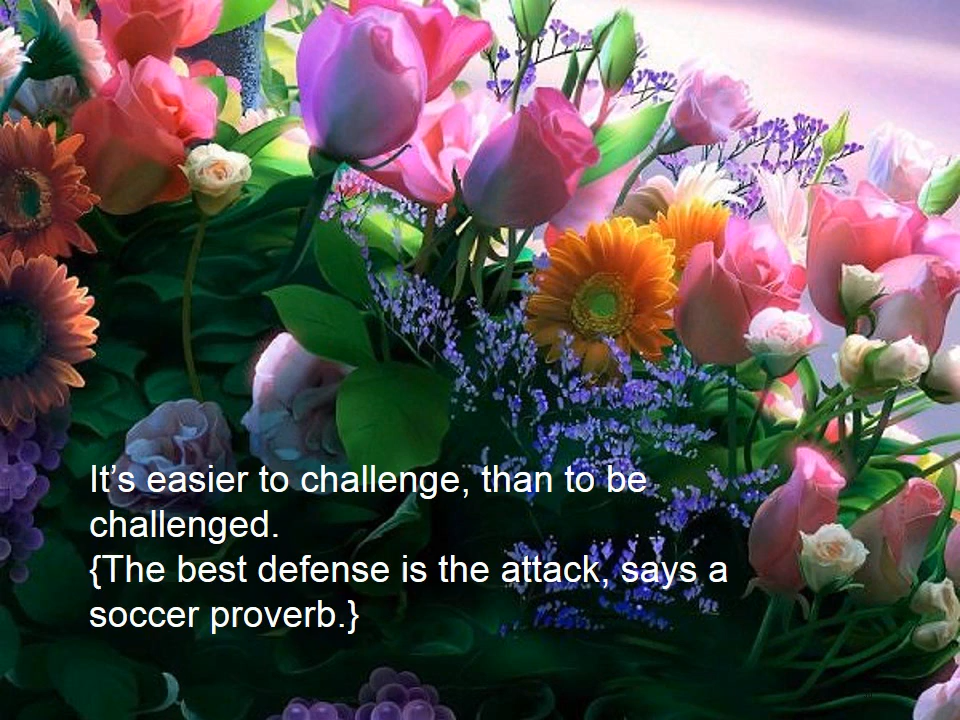 It’s easier to challenge, than to be
challenged.
{The best defense is the attack, says a
soccer proverb.}